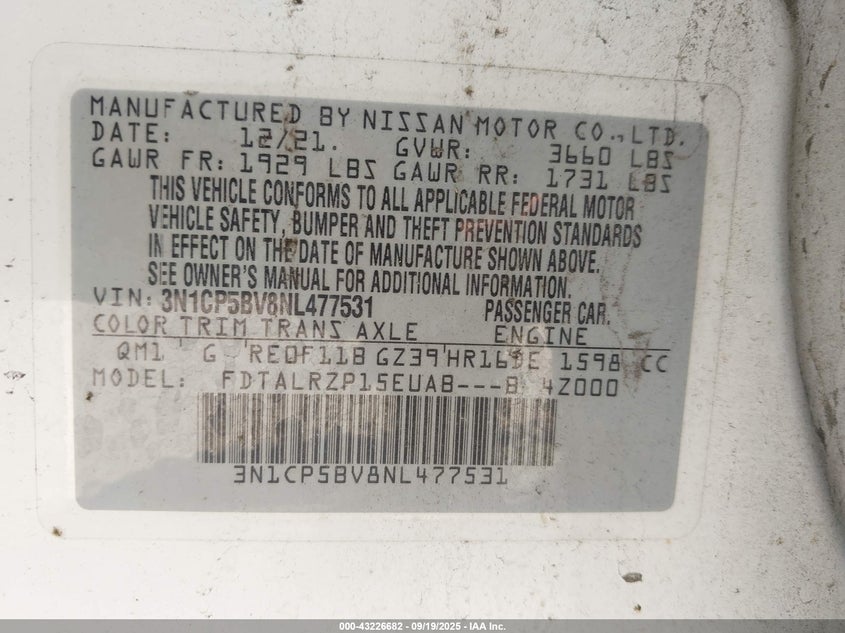 MANUFACTURED BY NISSAN MOTOR CO., LTD.
DATE: 12/21. GVWR: 3660 LBS
GAWR FR: 1929 LBS GAWR RR: 1731 LBS
THIS VEHICLE CONFORMS TO ALL APPLICABLE FEDERAL MOTOR
VEHICLE SAFETY, BUMPER AND THEFT PREVENTION STANDARDS
IN EFFECT ON THE DATE OF MANUFACTURE SHOWN ABOVE.
SEE OWNER'S MANUAL FOR ADDITIONAL INFORMATION.
VIN: 3N1CP5BV8NL477531 PASSENGER CAR.
COLOR TRIM TRANS AXLE ENGINE
QM1 G RE0F11B GZ39 HR16DE 1598 CC
MODEL: FDTALRZP15EUAB---B 4Z000
3N1CP5BV8NL477531
000-43226682 - 09/19/2025 - IAA Inc.